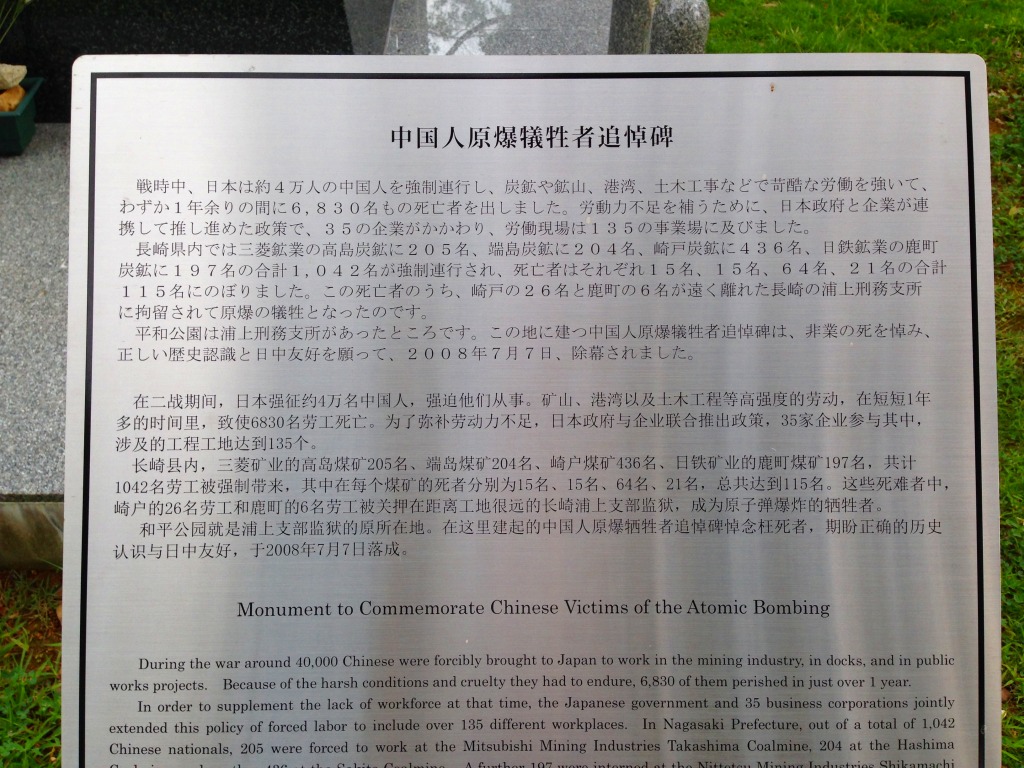 中国人原爆犠牲者追悼碑
戦時中、日本は約４万人の中国人を強制連行し、炭鉱や鉱山、港湾、土木工事などで苛酷な労働を強いて、
わずか１年余りの間に６，８３０名もの死亡者を出しました。労働力不足を補うために、日本政府と企業が連
携して推し進めた政策で、３５の企業がかかわり、労働現場は１３５の事業場に及びました。
長崎県内では三菱鉱業の高島炭鉱に２０５名、端島炭鉱に２０４名、崎戸炭鉱に４３６名、日鉄鉱業の鹿町
炭鉱に１９７名の合計１，０４２名が強制連行され、死亡者はそれぞれ１５名、１５名、６４名、２１名の合計
１１５名にのぼりました。この死亡者のうち、崎戸の２６名と鹿町の６名が遠く離れた長崎の浦上刑務支所
に拘留されて原爆の犠牲となったのです。
平和公園は浦上刑務支所があったところです。この地に建つ中国人原爆犠牲者追悼碑は、非業の死を悼み、
正しい歴史認識と日中友好を願って、２００８年７月７日、除幕されました。
在二战期间，日本强征约4万名中国人，强迫他们从事。矿山、港湾以及土木工程等高强度的劳动，在短短1年
多的时间里，致使6830名劳工死亡。为了弥补劳动力不足，日本政府与企业联合推出政策，35家企业参与其中，
涉及的工程工地达到135个。
长崎县内，三菱矿业的高岛煤矿205名、端岛煤矿204名、崎户煤矿436名、日铁矿业的鹿町煤矿197名，共计
1042名劳工被强制带来，其中在每个煤矿的死者分别为15名、15名、64名、21名，总共达到115名。这些死难者中，
崎户的26名劳工和鹿町的6名劳工被关押在距离工地很远的长崎浦上支部监狱，成为原子弹爆炸的牺牲者。
和平公园就是浦上支部监狱的原所在地。在这里建起的中国人原爆牺牲者追悼碑悼念枉死者，期盼正确的历史
认识与日中友好，于2008年7月7日落成。
Monument to Commemorate Chinese Victims of the Atomic Bombing
During the war around 40,000 Chinese were forcibly brought to Japan to work in the mining industry, in docks, and in public
works projects. Because of the harsh conditions and cruelty they had to endure, 6,830 of them perished in just over 1 year.
In order to supplement the lack of workforce at that time, the Japanese government and 35 business corporations jointly
extended this policy of forced labor to include over 135 different workplaces. In Nagasaki Prefecture, out of a total of 1,042
Chinese nationals, 205 were forced to work at the Mitsubishi Mining Industries Takashima Coalmine, 204 at the Hashima
436 at the Sakito Coalmine. A further 197 were interned at the Nittetsu Mining Industries Shikamachi